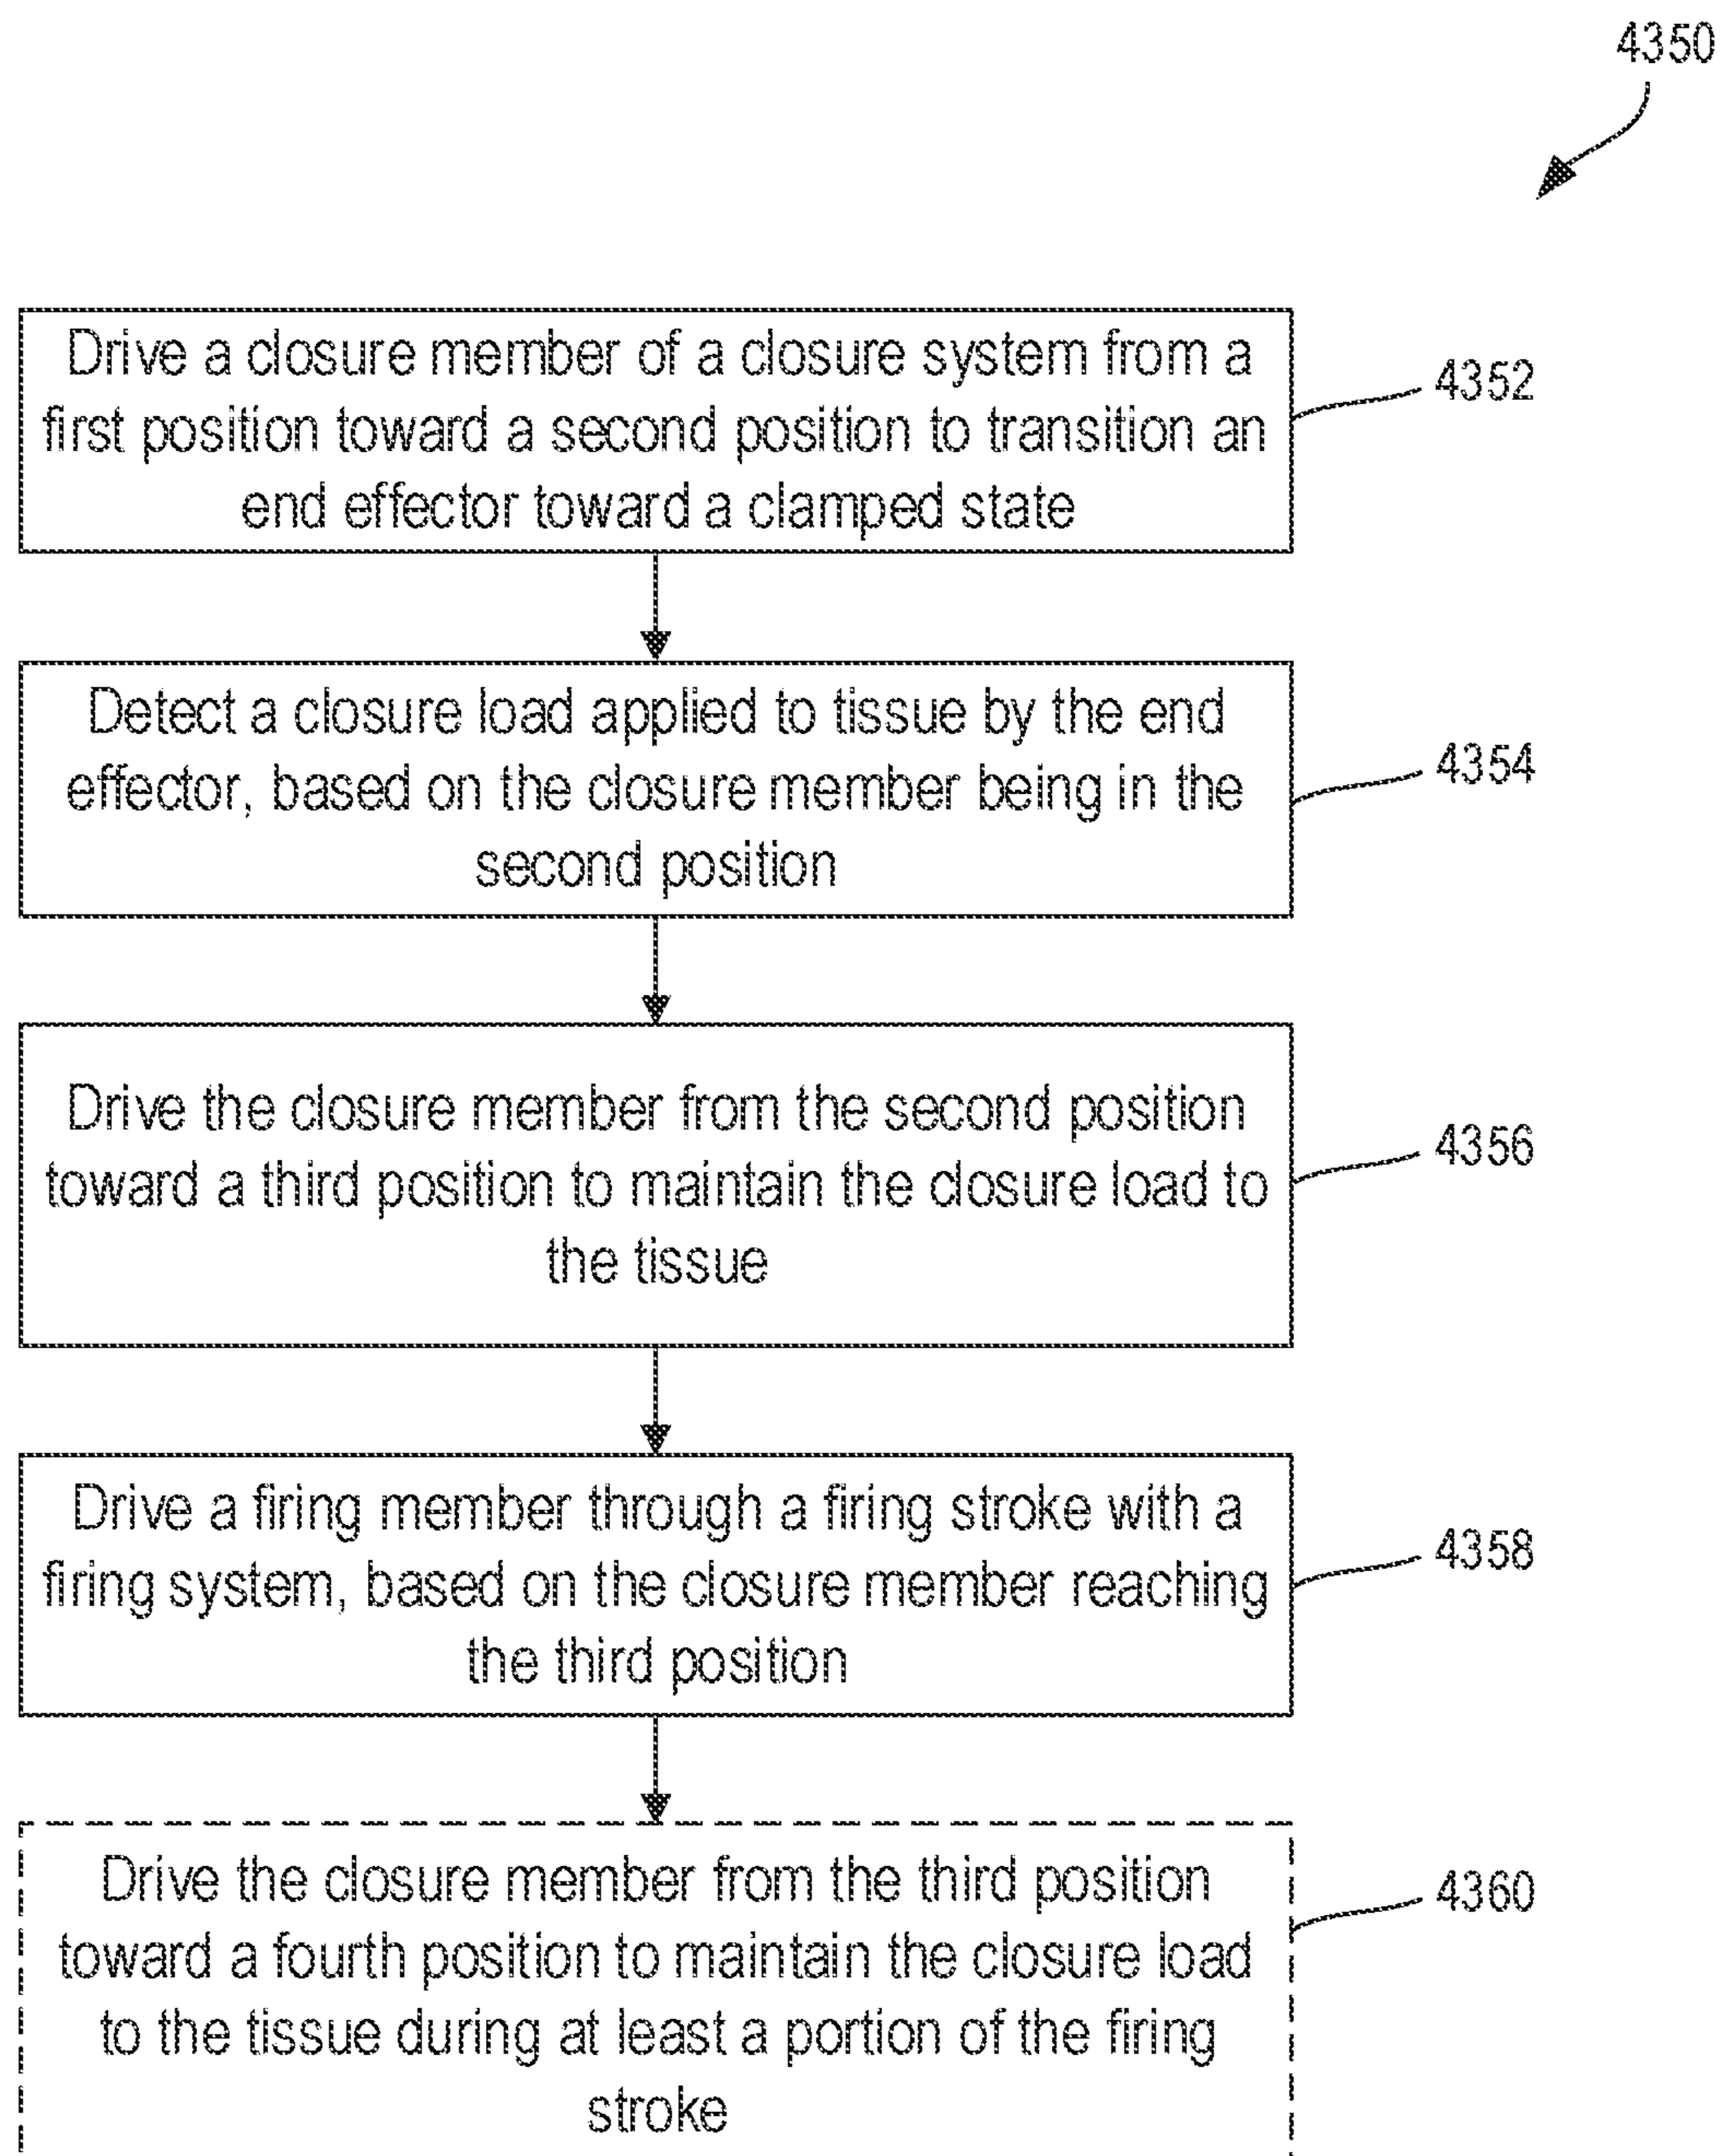 4350
Drive a closure member of a closure system from a
first position toward a second position to transition an
end effector toward a clamped state
4352
Detect a closure load applied to tissue by the end
effector, based on the closure member being in the
second position
4354
Drive the closure member from the second position
toward a third position to maintain the closure load to
the tissue
4356
Drive a firing member through a firing stroke with a
firing system, based on the closure member reaching
the third position
4358
Drive the closure member from the third position
toward a fourth position to maintain the closure load
to the tissue during at least a portion of the firing
stroke
4360